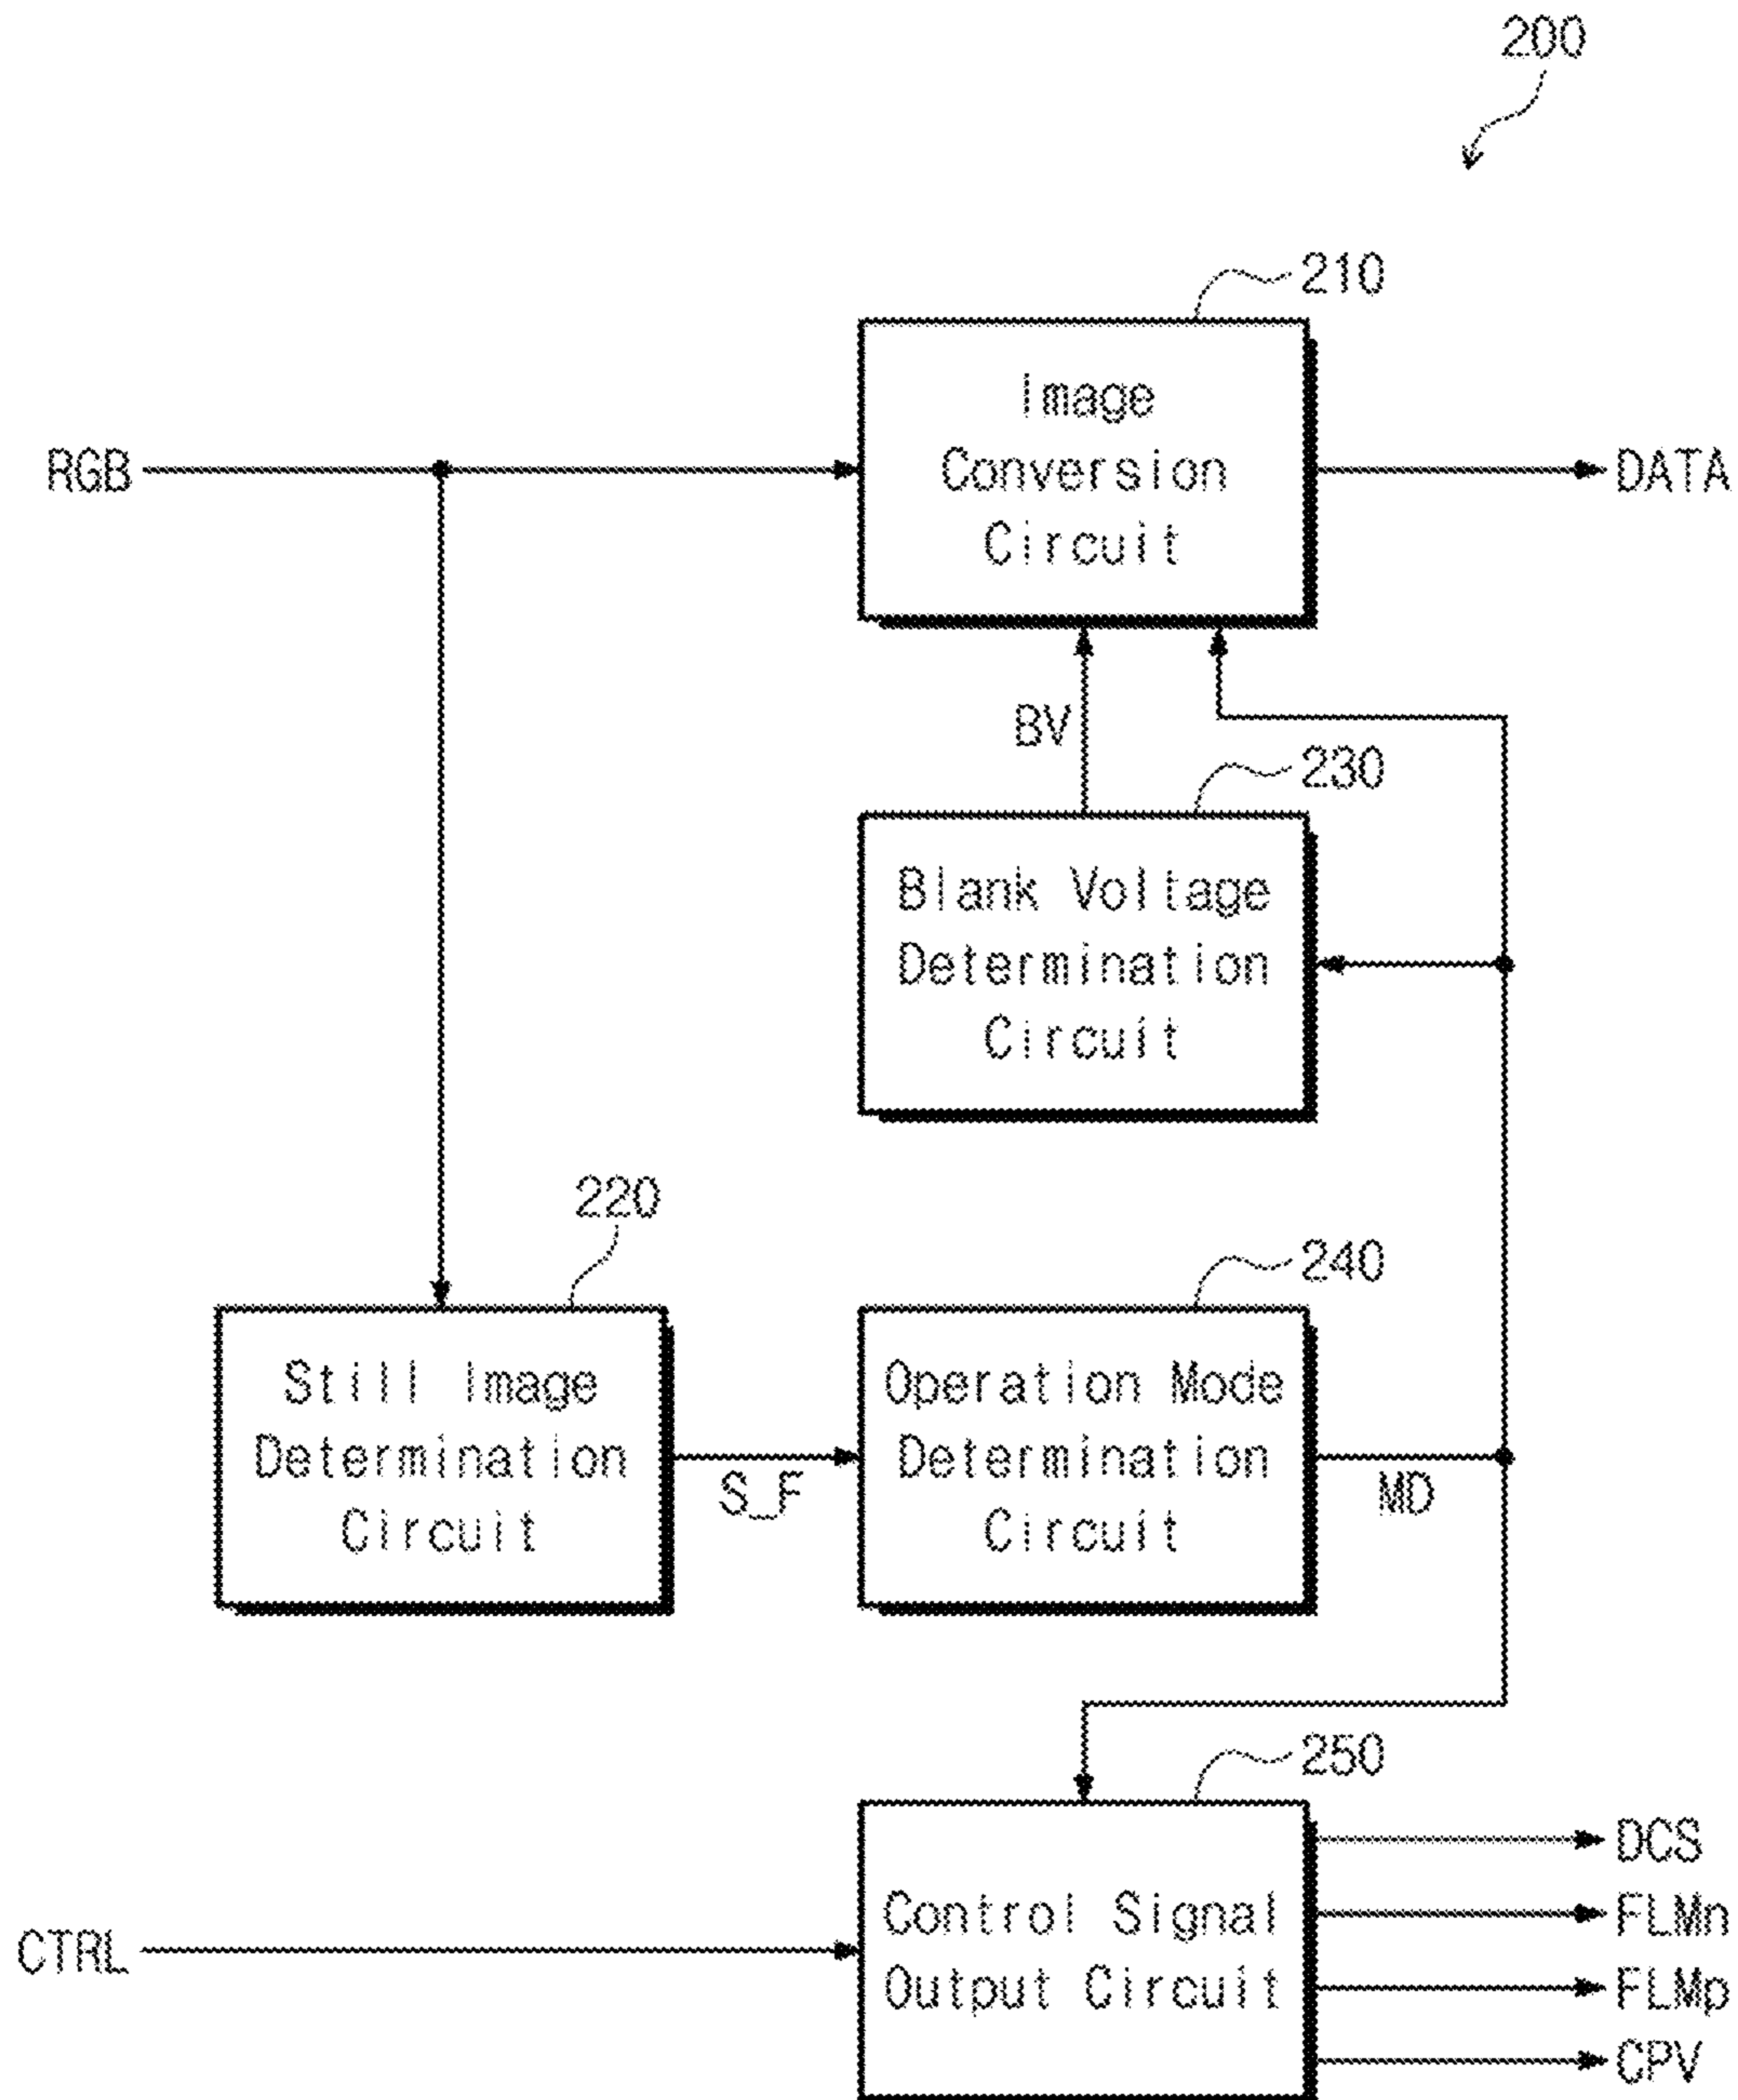 200
210
Image
Conversion
Circuit
RGB
DATA
BV
230
Blank Voltage
Determination
Circuit
220
240
Still Image
Determination
Circuit
S_F
Operation Mode
Determination
Circuit
MD
250
Control Signal
Output Circuit
CTRL
DCS
FLMn
FLMp
CPV